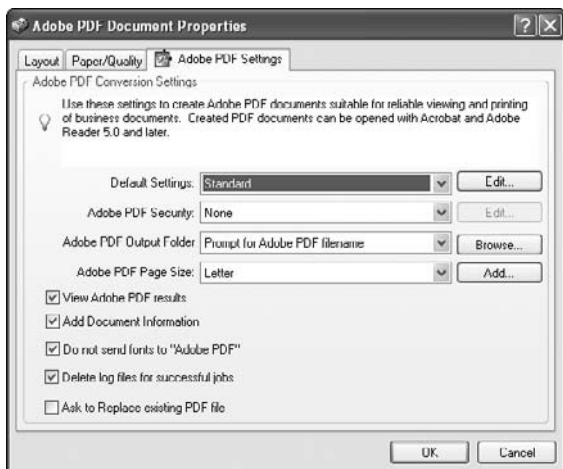 Adobe PDF Document Properties
Layout Paper/Quality Adobe PDF Settings
Adobe PDF Conversion Settings
Use these settings to create Adobe PDF documents suitable for reliable viewing and printing
of business documents. Created PDF documents can be opened with Acrobat and Adobe
Reader 5.0 and later.
Default Settings: Standard Edit...
Adobe PDF Security: None Edit...
Adobe PDF Output Folder Prompt for Adobe PDF filename Browse...
Adobe PDF Page Size: Letter Add...
View Adobe PDF results
Add Document Information
Do not send fonts to "Adobe PDF"
Delete log files for successful jobs
Ask to Replace existing PDF file
OK Cancel